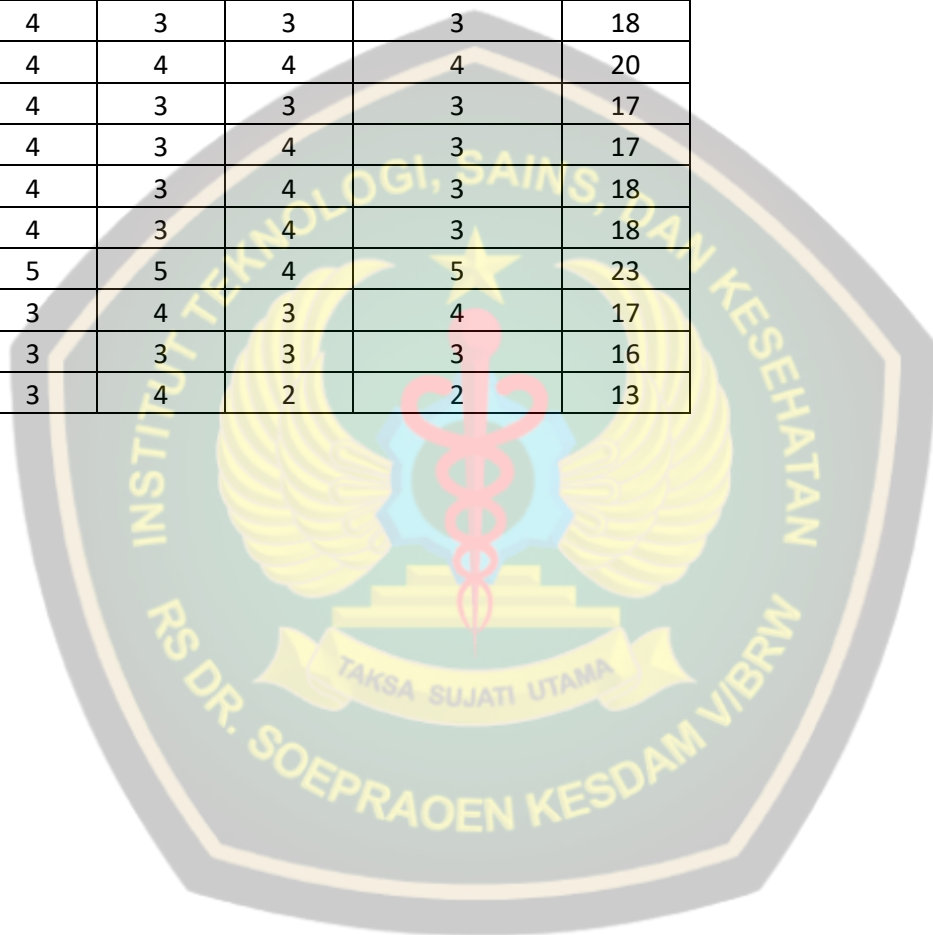 4 3 3 3 18
4 4 4 4 20
4 3 3 3 17
4 3 4 3 17
4 3 4 3 18
4 3 4 3 18
5 5 4 5 23
3 4 3 4 17
3 3 3 3 16
3 4 2 2 13
INSTITUT TEKNOLOGI, SAINS, DAN KESEHATAN
TAKSA SUJATI UTAMA
RS DR. SOEPRAOEN KESDAM V/BRW